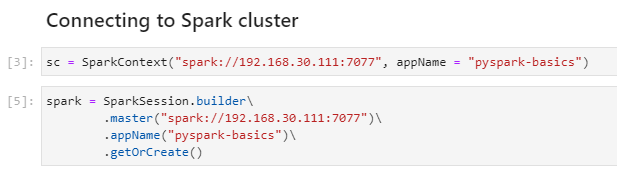 Connecting to Spark cluster
[3]: sc = SparkContext("spark://192.168.30.111:7077", appName = "pyspark-basics")
[5]: spark = SparkSession.builder\
        .master("spark://192.168.30.111:7077")\
        .appName("pyspark-basics")\
        .getOrCreate()